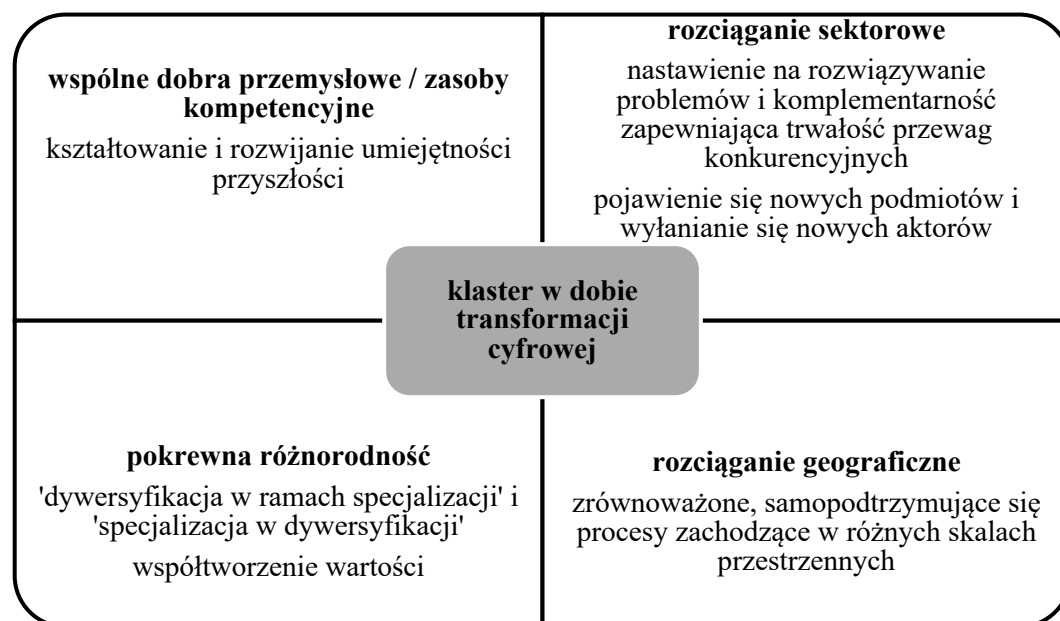 wspólne dobra przemysłowe / zasoby
kompetencyjne
kształtowanie i rozwijanie umiejętności
przyszłości
rozciąganie sektorowe
nastawienie na rozwiązywanie
problemów i komplementarność
zapewniająca trwałość przewag
konkurencyjnych
pojawienie się nowych podmiotów i
wyłanianie się nowych aktorów
klaster w dobie
transformacji
cyfrowej
pokrewna różnorodność
'dywersyfikacja w ramach specjalizacji' i
'specjalizacja w dywersyfikacji'
współtworzenie wartości
rozciąganie geograficzne
zrównoważone, samopodtrzymujące się
procesy zachodzące w różnych skalach
przestrzennych